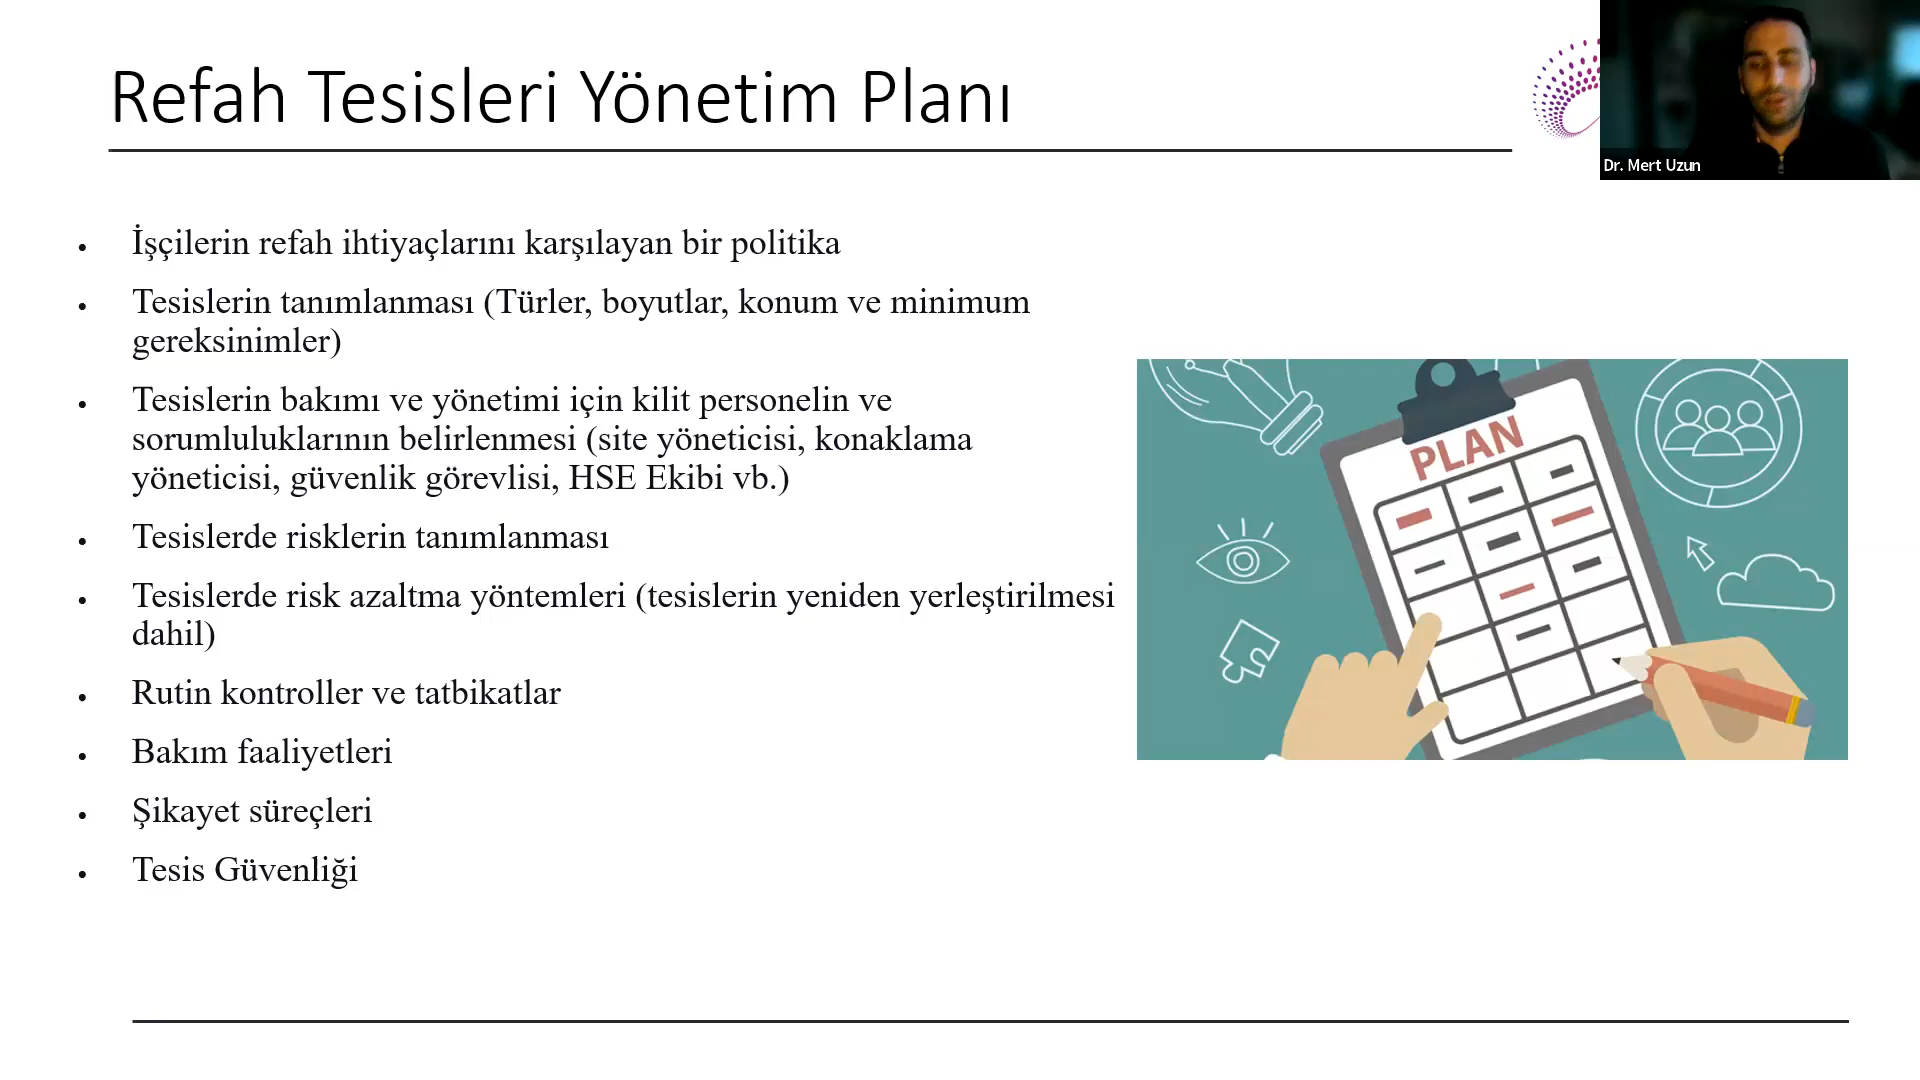 Refah Tesisleri Yönetim Planı
Dr. Mert Uzun
• İşçilerin refah ihtiyaçlarını karşılayan bir politika
• Tesislerin tanımlanması (Türler, boyutlar, konum ve minimum
gereksinimler)
• Tesislerin bakımı ve yönetimi için kilit personelin ve
sorumluluklarının belirlenmesi (site yöneticisi, konaklama
yöneticisi, güvenlik görevlisi, HSE Ekibi vb.)
• Tesislerde risklerin tanımlanması
• Tesislerde risk azaltma yöntemleri (tesislerin yeniden yerleştirilmesi
dahil)
• Rutin kontroller ve tatbikatlar
• Bakım faaliyetleri
• Şikayet süreçleri
• Tesis Güvenliği
PLAN